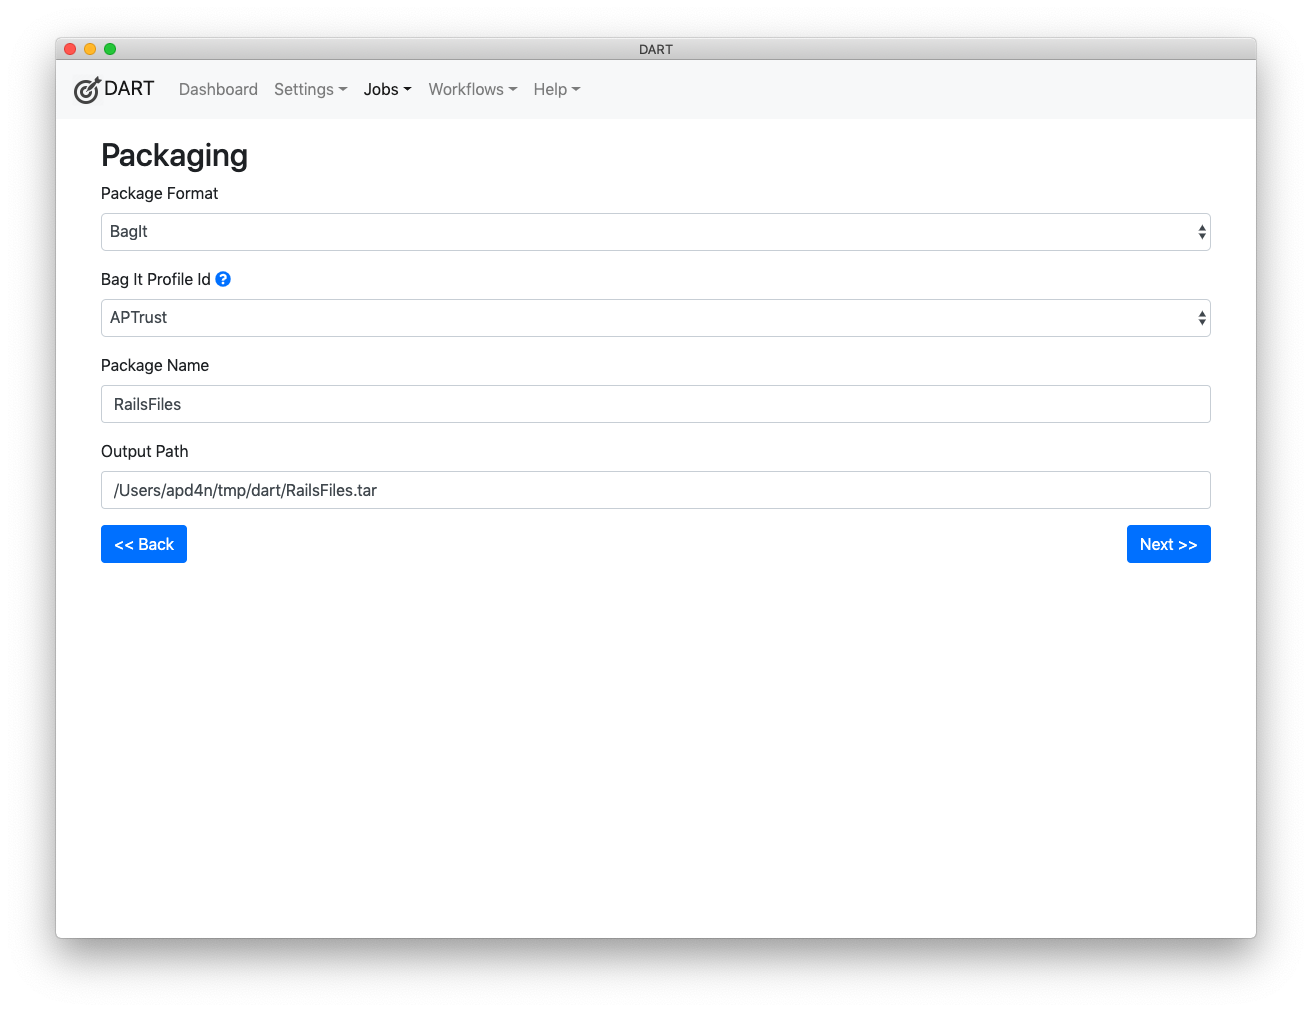 DART
DART Dashboard Settings Jobs Workflows Help
Packaging
Package Format
BagIt
Bag It Profile Id ?
APTrust
Package Name
RailsFiles
Output Path
/Users/apd4n/tmp/dart/RailsFiles.tar
<< Back Next >>